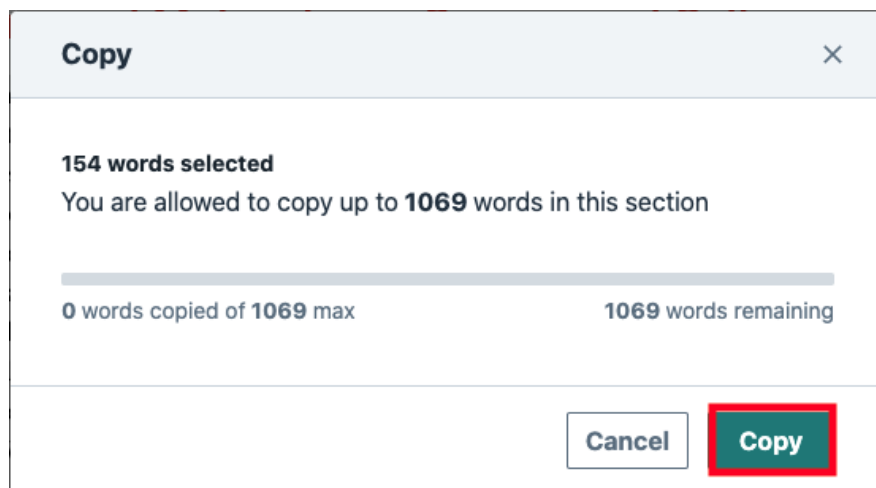 Copy
154 words selected
You are allowed to copy up to 1069 words in this section
0 words copied of 1069 max
1069 words remaining
Cancel
Copy